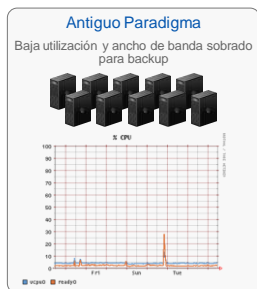 Antiguo Paradigma
Baja utilización y ancho de banda sobrado
para backup
% CPU
100
90
80
70
60
50
40
30
20
10
0
Fri
Sun
Tue
vcpu0
ready0